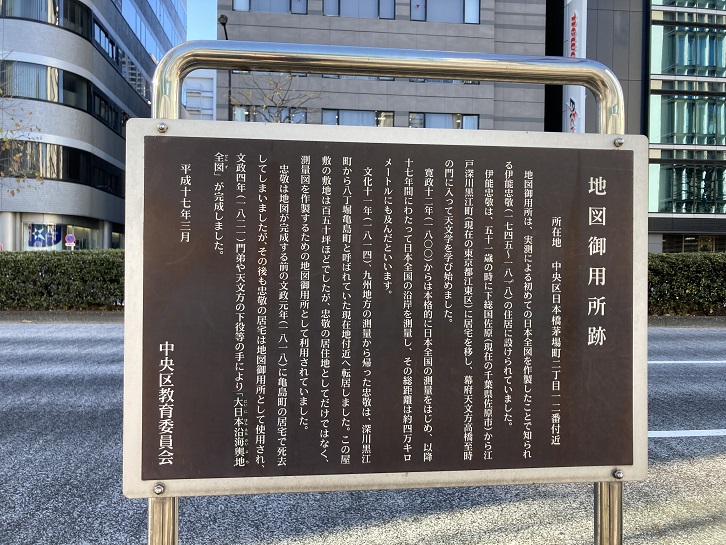 地図御用所跡
所在地 中央区日本橋茅場町二丁目一二番付近
地図御用所は、実測による初めての日本全図を作製したことで知られ
る伊能忠敬(一七四五〜一八一八)の住居に設けられていました。
伊能忠敬は、五十一歳の時に下総国佐原(現在の千葉県佐原市)から江
戸深川黒江町(現在の東京都江東区)に居宅を移し、幕府天文方高橋至時
の門に入って天文学を学び始めました。
寛政十二年(一八〇〇)からは本格的に日本全国の測量をはじめ、以降
十七年間にわたって日本全国の沿岸を測量し、その総距離は約四万キロ
メートルにも及んだといいます。
文化十一年(一八一四)、九州地方の測量から帰った忠敬は、深川黒江
町から八丁堀亀島町と呼ばれていた現在地付近へ転居しました。この屋
敷の敷地は百五十坪ほどでしたが、忠敬の居住地としてだけではなく、
測量図を作製するための地図御用所として利用されていました。
忠敬は地図が完成する前の文政元年(一八一八)に亀島町の居宅で死去
してしまいましたが、その後も忠敬の居宅は地図御用所として使用され、
文政四年(一八二一)門弟や天文方の下役等の手により「大日本沿海輿地
全図」が完成しました。
平成十七年三月
中央区教育委員会